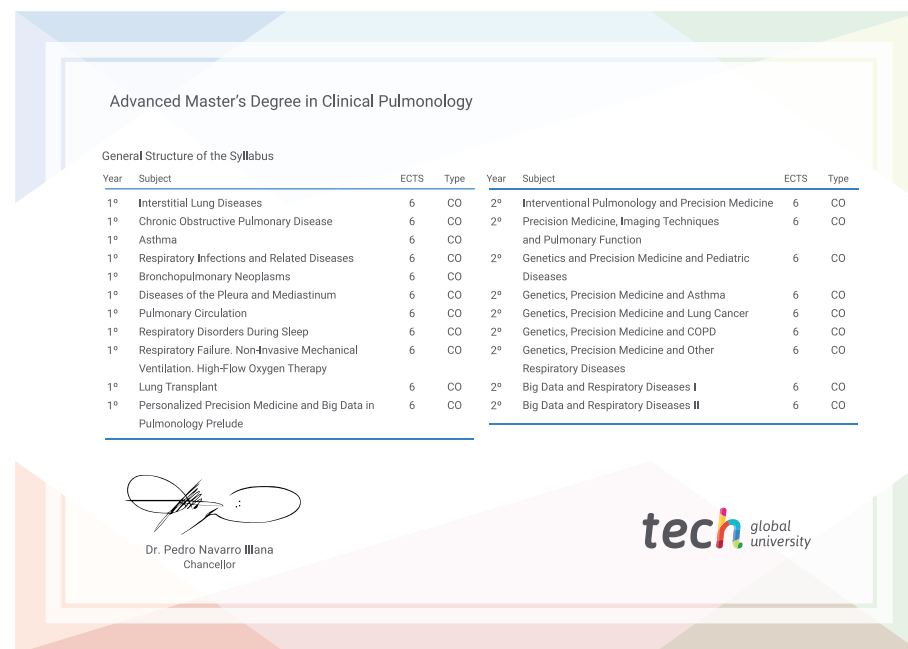 Advanced Master's Degree in Clinical Pulmonology
General Structure of the Syllabus
Year Subject ECTS Type
1º Interstitial Lung Diseases 6 CO
1º Chronic Obstructive Pulmonary Disease 6 CO
1º Asthma 6 CO
1º Respiratory Infections and Related Diseases 6 CO
1º Bronchopulmonary Neoplasms 6 CO
1º Diseases of the Pleura and Mediastinum 6 CO
1º Pulmonary Circulation 6 CO
1º Respiratory Disorders During Sleep 6 CO
1º Respiratory Failure. Non-Invasive Mechanical 6 CO
Ventilation. High-Flow Oxygen Therapy
1º Lung Transplant 6 CO
1º Personalized Precision Medicine and Big Data in 6 CO
Pulmonology Prelude
Year Subject ECTS Type
2º Interventional Pulmonology and Precision Medicine 6 CO
2º Precision Medicine, Imaging Techniques 6 CO
and Pulmonary Function
2º Genetics and Precision Medicine and Pediatric 6 CO
Diseases
2º Genetics, Precision Medicine and Asthma 6 CO
2º Genetics, Precision Medicine and Lung Cancer 6 CO
2º Genetics, Precision Medicine and COPD 6 CO
2º Genetics, Precision Medicine and Other 6 CO
Respiratory Diseases
2º Big Data and Respiratory Diseases I 6 CO
2º Big Data and Respiratory Diseases II 6 CO
Dr. Pedro Navarro Illana
Chancellor
tech global
university